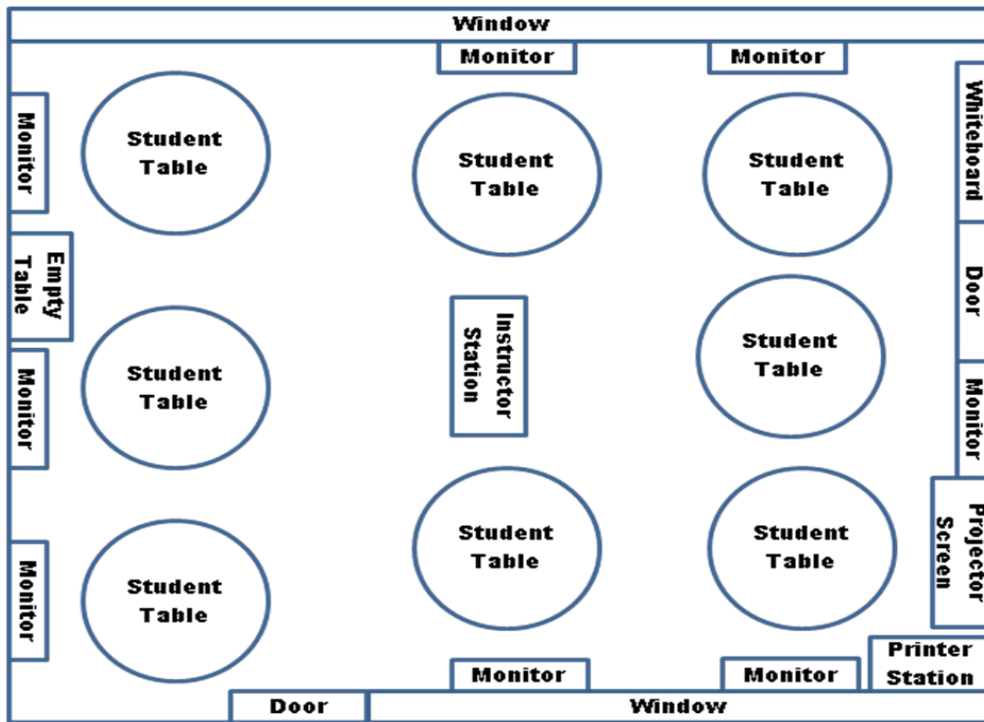 Window
Monitor
Monitor
Student
Table
Student
Table
Student
Table
Monitor
Whiteboard
Empty
Table
Door
Instructor
Station
Student
Table
Student
Table
Monitor
Monitor
Student
Table
Student
Table
Projector
Screen
Student
Table
Monitor
Monitor
Monitor
Printer
Station
Door
Window